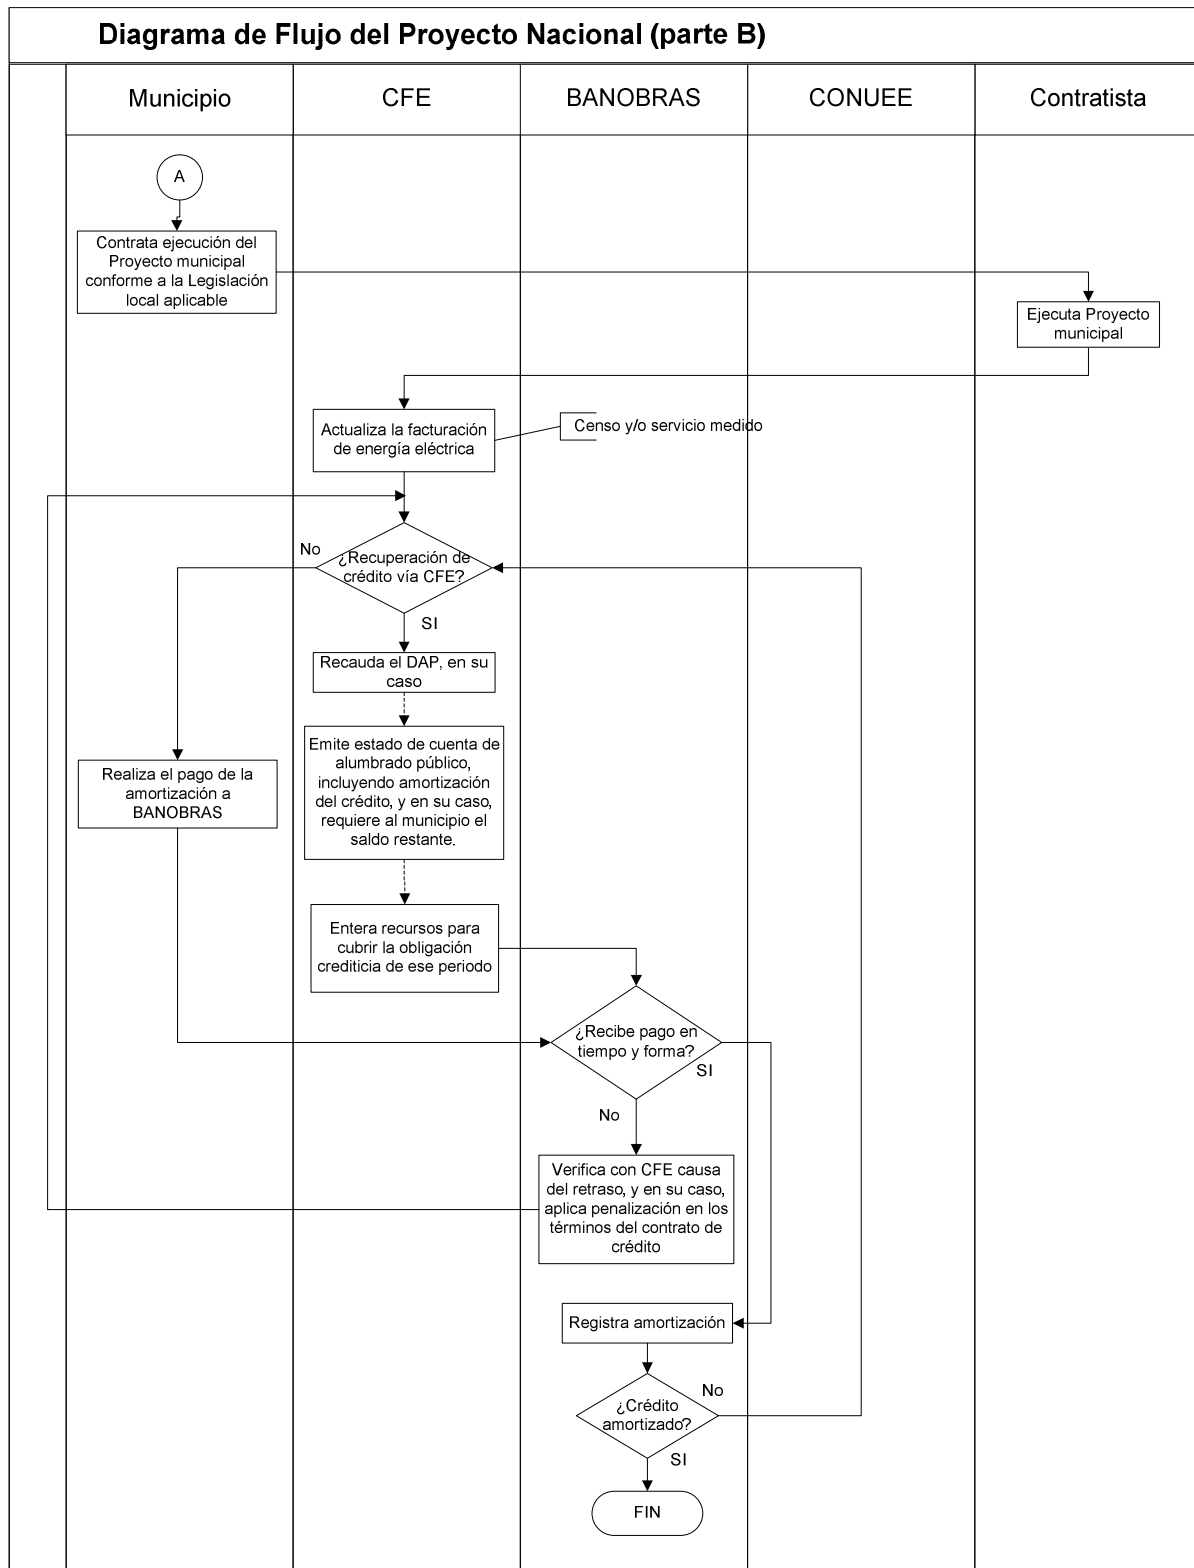 Diagrama de Flujo del Proyecto Nacional (parte B)
Municipio
CFE
BANOBRAS
CONUEE
Contratista
A
Contrata ejecución del
Proyecto municipal
conforme a la Legislación
local aplicable
Ejecuta Proyecto
municipal
Actualiza la facturación
de energía eléctrica
Censo y/o servicio medido
No
¿Recuperación de
crédito vía CFE?
SI
Recauda el DAP, en su
caso
Emite estado de cuenta de
alumbrado público,
incluyendo amortización
del crédito, y en su caso,
requiere al municipio el
saldo restante.
Realiza el pago de la
amortización a
BANOBRAS
Entera recursos para
cubrir la obligación
crediticia de ese periodo
¿Recibe pago en
tiempo y forma?
SI
No
Verifica con CFE causa
del retraso, y en su caso,
aplica penalización en los
términos del contrato de
crédito
Registra amortización
No
¿Crédito
amortizado?
SI
FIN